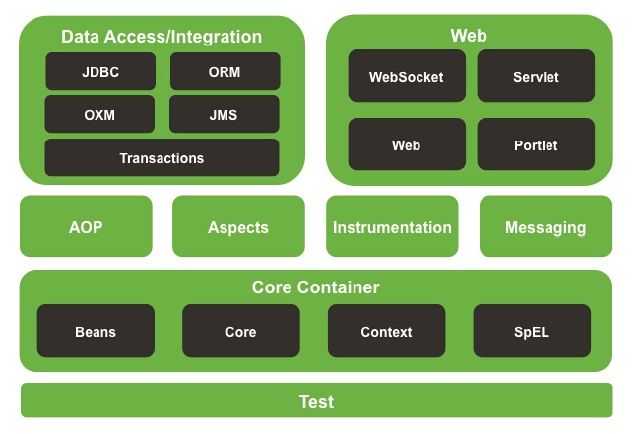 Data Access/Integration
JDBC
ORM
OXM
JMS
Transactions
Web
WebSocket
Servlet
Web
Portlet
AOP
Aspects
Instrumentation
Messaging
Core Container
Beans
Core
Context
SpEL
Test